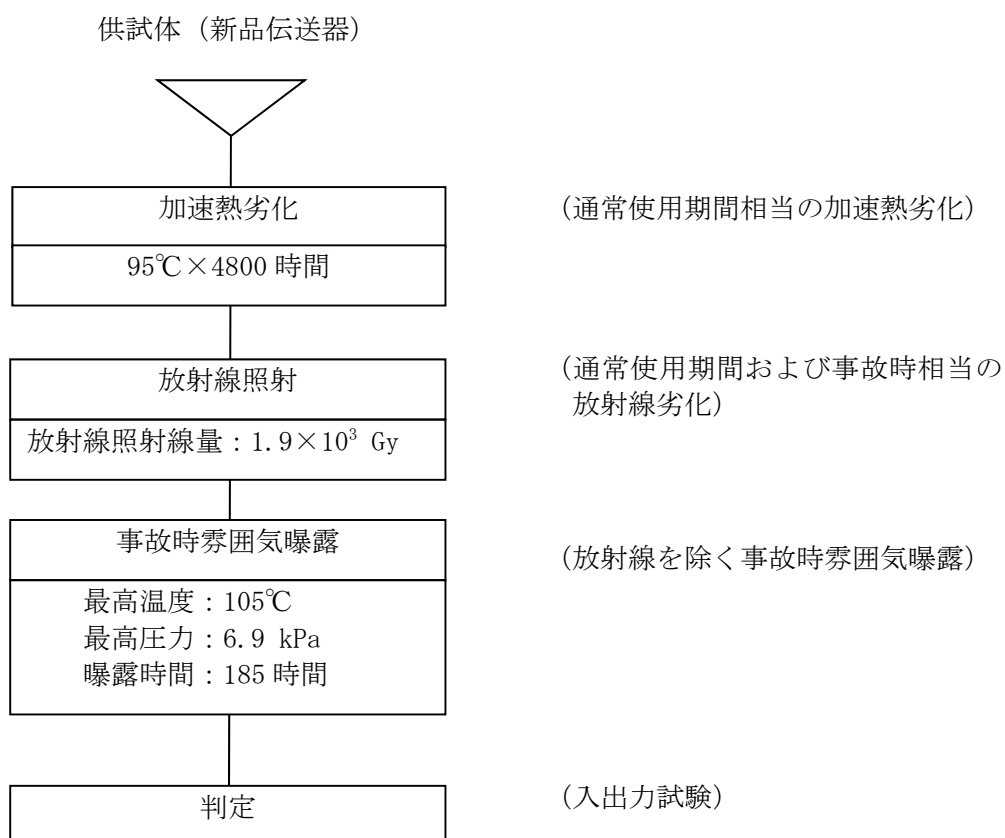 供試体（新品伝送器）
加速熱劣化
（通常使用期間相当の加速熱劣化）
95℃×4800 時間
放射線照射
（通常使用期間および事故時相当の
放射線劣化）
放射線照射線量：1.9×10³ Gy
事故時雰囲気曝露
（放射線を除く事故時雰囲気曝露）
最高温度：105℃
最高圧力：6.9 kPa
曝露時間：185 時間
判定
（入出力試験）